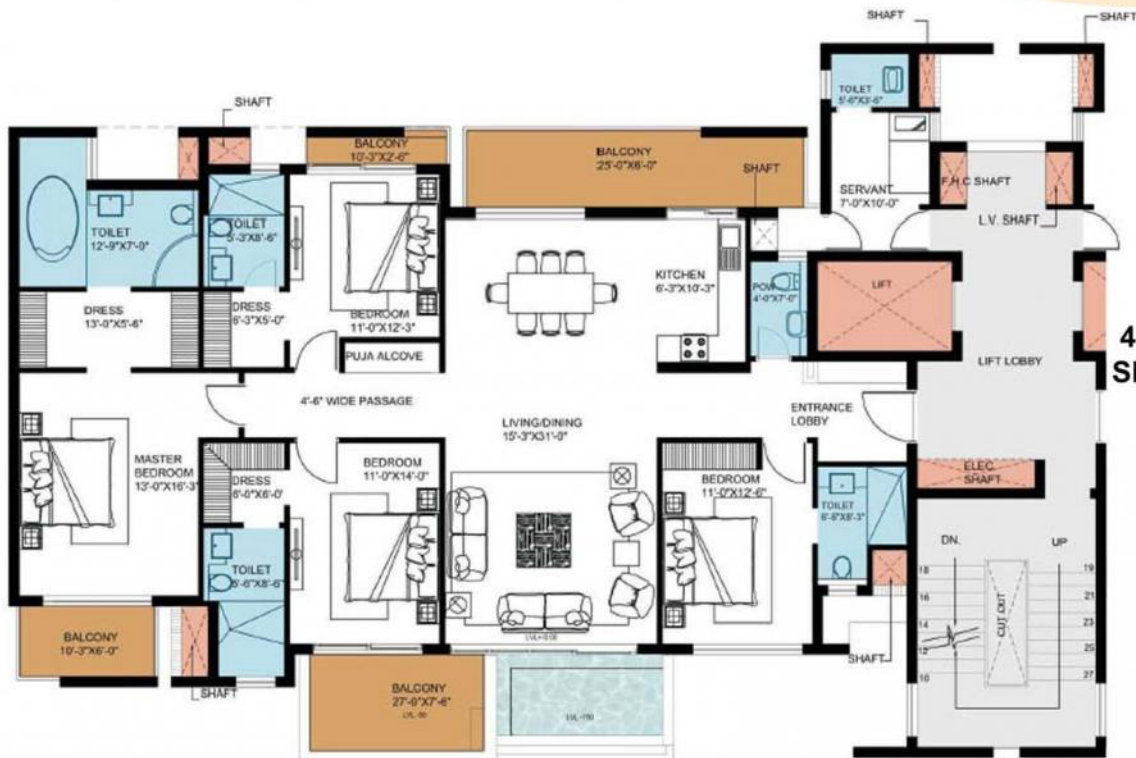 SHAFT
SHAFT
SHAFT
TOILET
5'-6"X3'-6"
BALCONY
10'-3"X2'-6"
BALCONY
25'-0"X6'-0"
SHAFT
F.H.C SHAFT
SERVANT
7'-0"X10'-0"
L.V. SHAFT
TOILET
12'-9"X7'-0"
TOILET
5'-3"X8'-6"
KITCHEN
6'-3"X10'-3"
POW
4'-0"X7'-0"
LIFT
DRESS
13'-0"X5'-6"
DRESS
6'-3"X5'-0"
BEDROOM
11'-0"X12'-3"
PUJA ALCOVE
LIFT LOBBY
4
SI
4'-6" WIDE PASSAGE
LIVING/DINING
15'-3"X31'-0"
ENTRANCE
LOBBY
MASTER
BEDROOM
13'-0"X16'-3"
DRESS
6'-0"X6'-0"
BEDROOM
11'-0"X14'-0"
BEDROOM
11'-0"X12'-6"
ELEC.
SHAFT
TOILET
6'-8"X8'-3"
TOILET
5'-6"X8'-6"
DN.
UP
18
19
16
21
14
CUT OUT
23
12
25
10
27
BALCONY
10'-3"X6'-0"
SHAFT
SHAFT
BALCONY
27'-0"X7'-6"